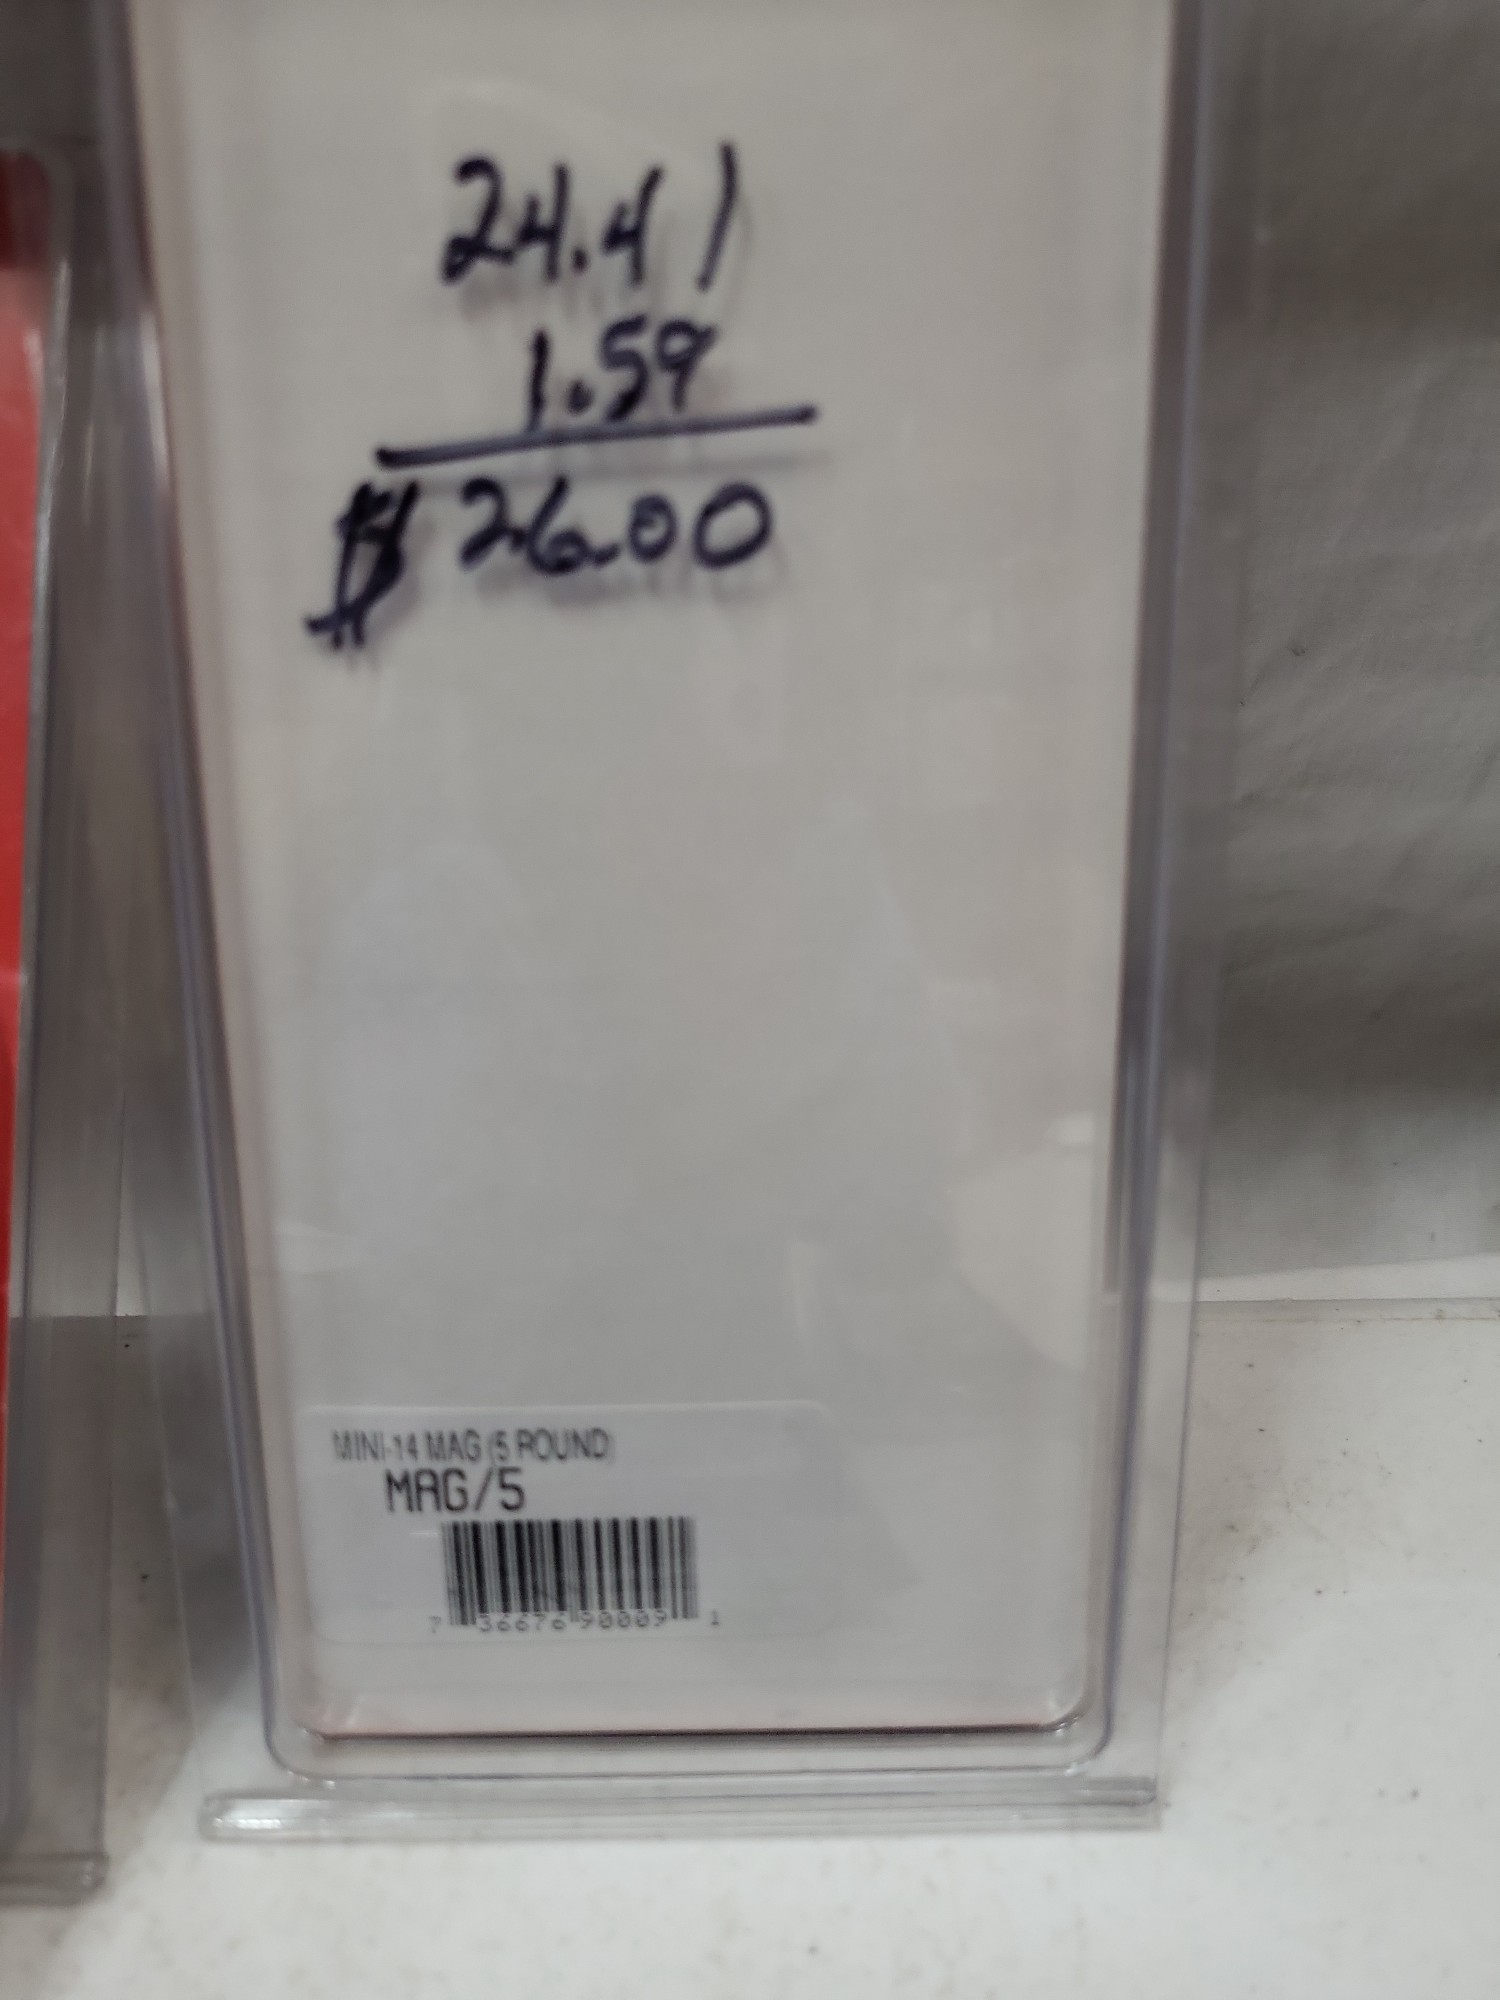 24.41
1.59
$ 26.00
MINI-14 MAG (5 ROUND)
MAG/5
7 36676 90009 1